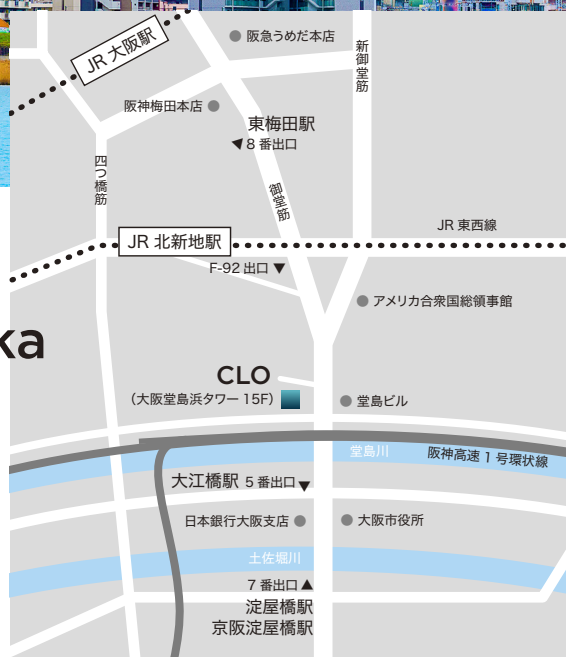 阪急うめだ本店
JR 大阪駅
新御堂筋
阪神梅田本店
東梅田駅
8 番出口
四つ橋筋
御堂筋
JR 東西線
JR 北新地駅
F-92 出口
アメリカ合衆国総領事館
ka
CLO
（大阪堂島浜タワー 15F）
堂島ビル
堂島川
阪神高速 1 号環状線
大江橋駅 5 番出口
日本銀行大阪支店
大阪市役所
土佐堀川
7 番出口
淀屋橋駅
京阪淀屋橋駅